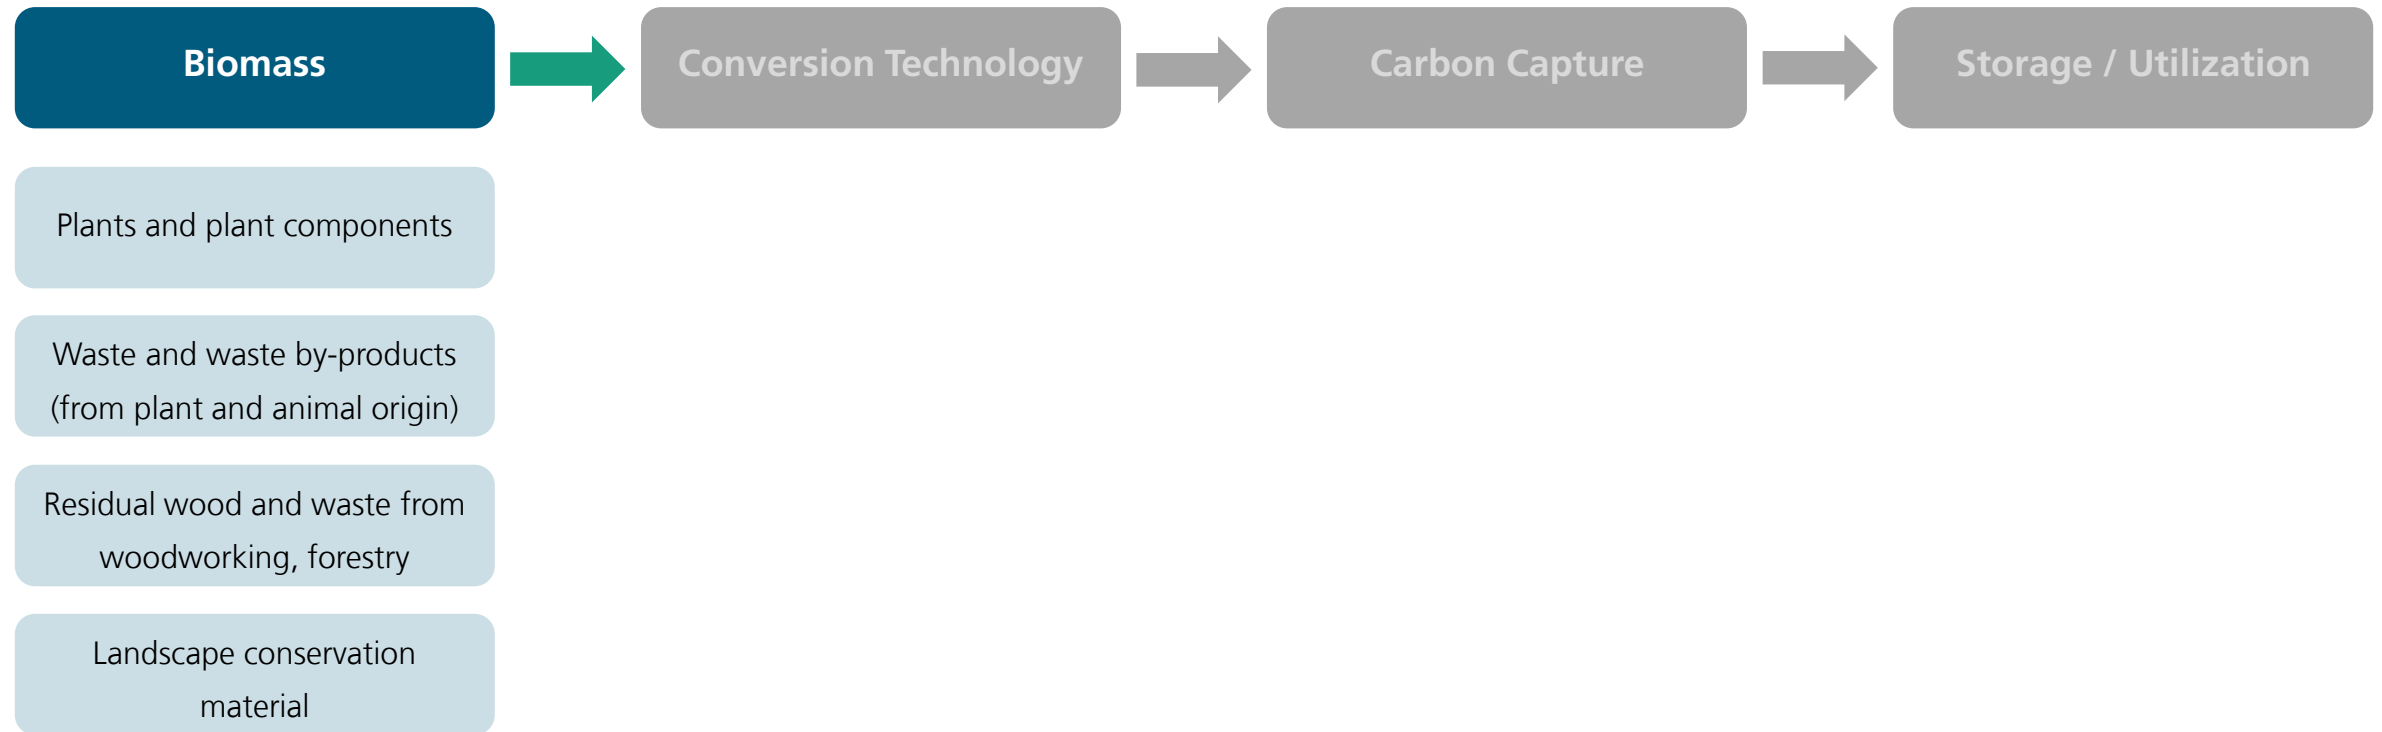 Biomass
Conversion Technology
Carbon Capture
Storage / Utilization
Plants and plant components
Waste and waste by-products
(from plant and animal origin)
Residual wood and waste from
woodworking, forestry
Landscape conservation
material